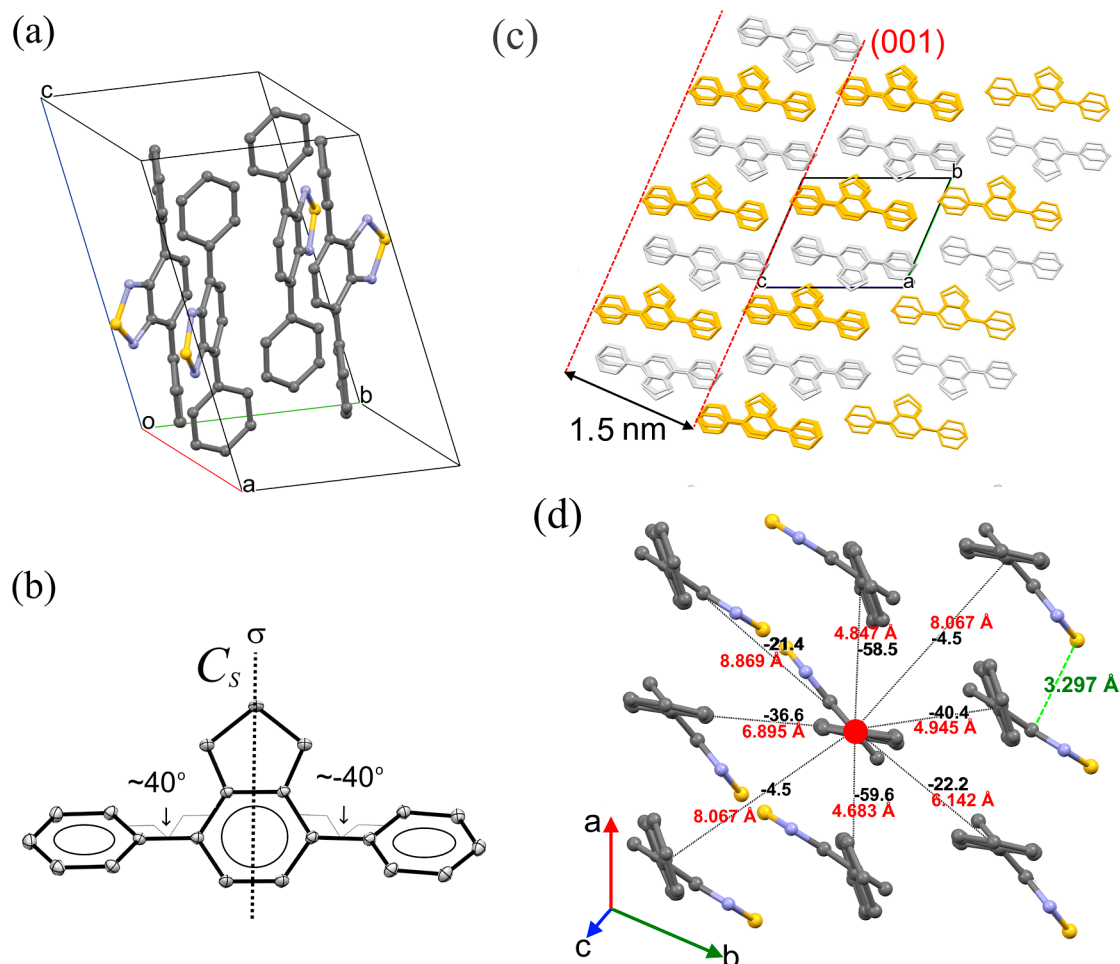 (a)
c
o
b
a
(b)
σ
Cs
~40°
~-40°
(c)
(001)
b
c
a
1.5 nm
(d)
-21.4
8.869 Å
4.847 Å
-58.5
8.067 Å
-4.5
3.297 Å
-36.6
6.895 Å
-40.4
4.945 Å
-4.5
8.067 Å
-59.6
4.683 Å
-22.2
6.142 Å
a
c
b